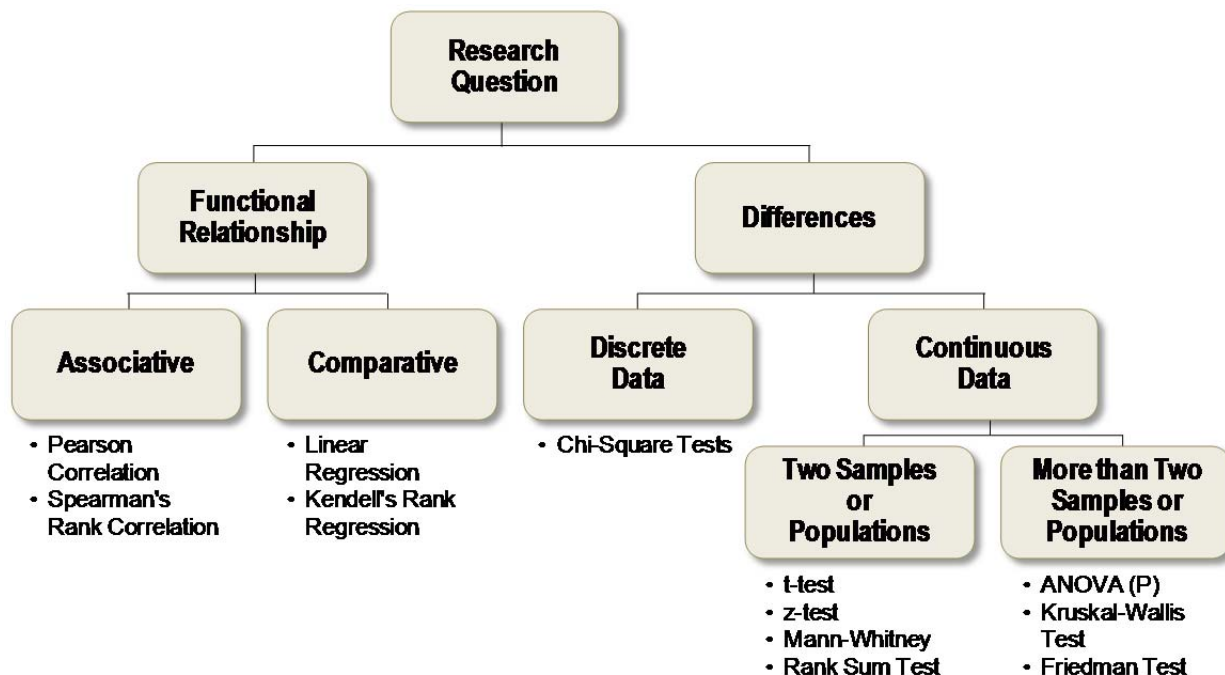 Research
Question
Functional
Relationship
Differences
Associative
Comparative
Discrete
Data
Continuous
Data
• Pearson
Correlation
• Spearman's
Rank Correlation
• Linear
Regression
• Kendell's Rank
Regression
• Chi-Square Tests
Two Samples
or
Populations
More than Two
Samples or
Populations
• t-test
• z-test
• Mann-Whitney
• Rank Sum Test
• ANOVA (P)
• Kruskal-Wallis
Test
• Friedman Test